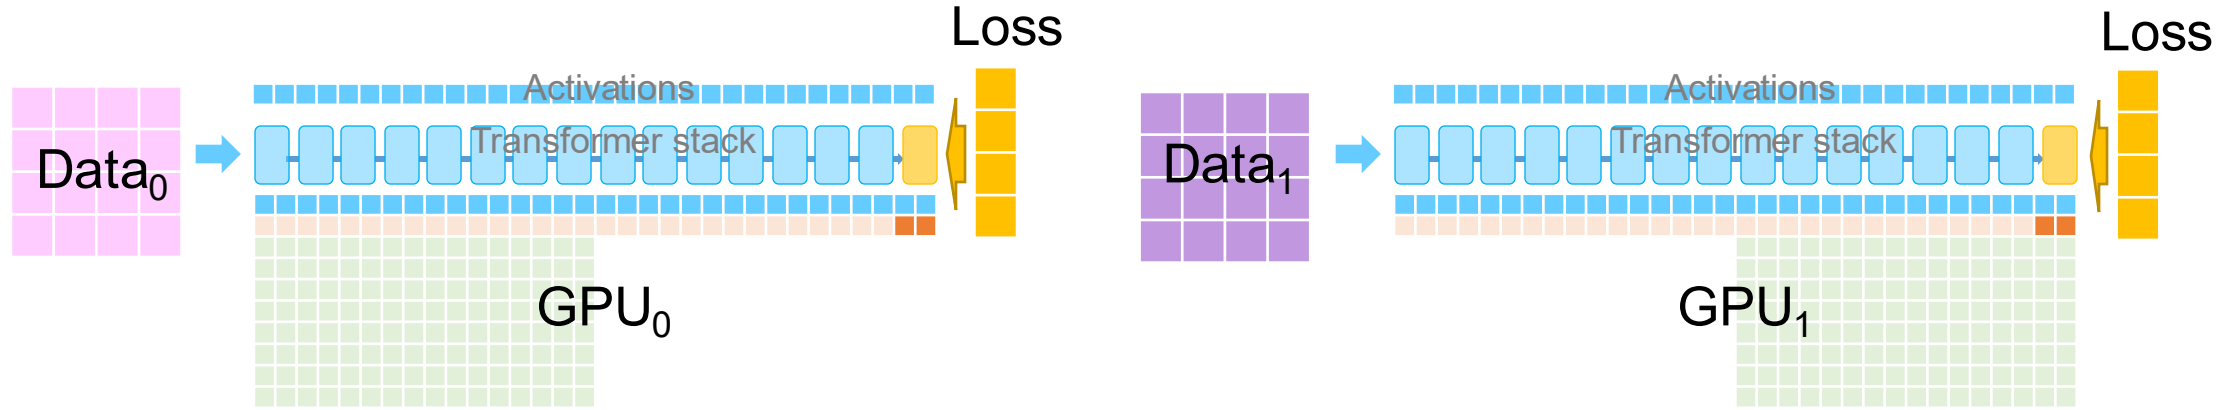 Loss
Activations
Transformer stack
Data₀
GPU₀
Loss
Activations
Transformer stack
Data₁
GPU₁